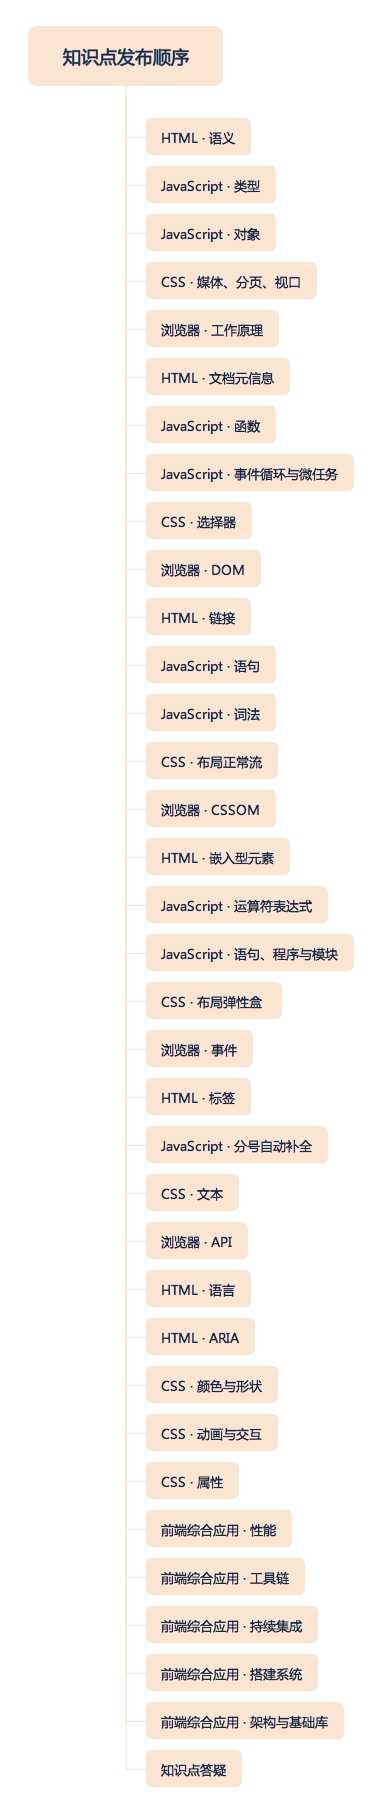 知识点发布顺序
HTML · 语义
JavaScript · 类型
JavaScript · 对象
CSS · 媒体、分页、视口
浏览器 · 工作原理
HTML · 文档元信息
JavaScript · 函数
JavaScript · 事件循环与微任务
CSS · 选择器
浏览器 · DOM
HTML · 链接
JavaScript · 语句
JavaScript · 词法
CSS · 布局正常流
浏览器 · CSSOM
HTML · 嵌入型元素
JavaScript · 运算符表达式
JavaScript · 语句、程序与模块
CSS · 布局弹性盒
浏览器 · 事件
HTML · 标签
JavaScript · 分号自动补全
CSS · 文本
浏览器 · API
HTML · 语言
HTML · ARIA
CSS · 颜色与形状
CSS · 动画与交互
CSS · 属性
前端综合应用 · 性能
前端综合应用 · 工具链
前端综合应用 · 持续集成
前端综合应用 · 搭建系统
前端综合应用 · 架构与基础库
知识点答疑